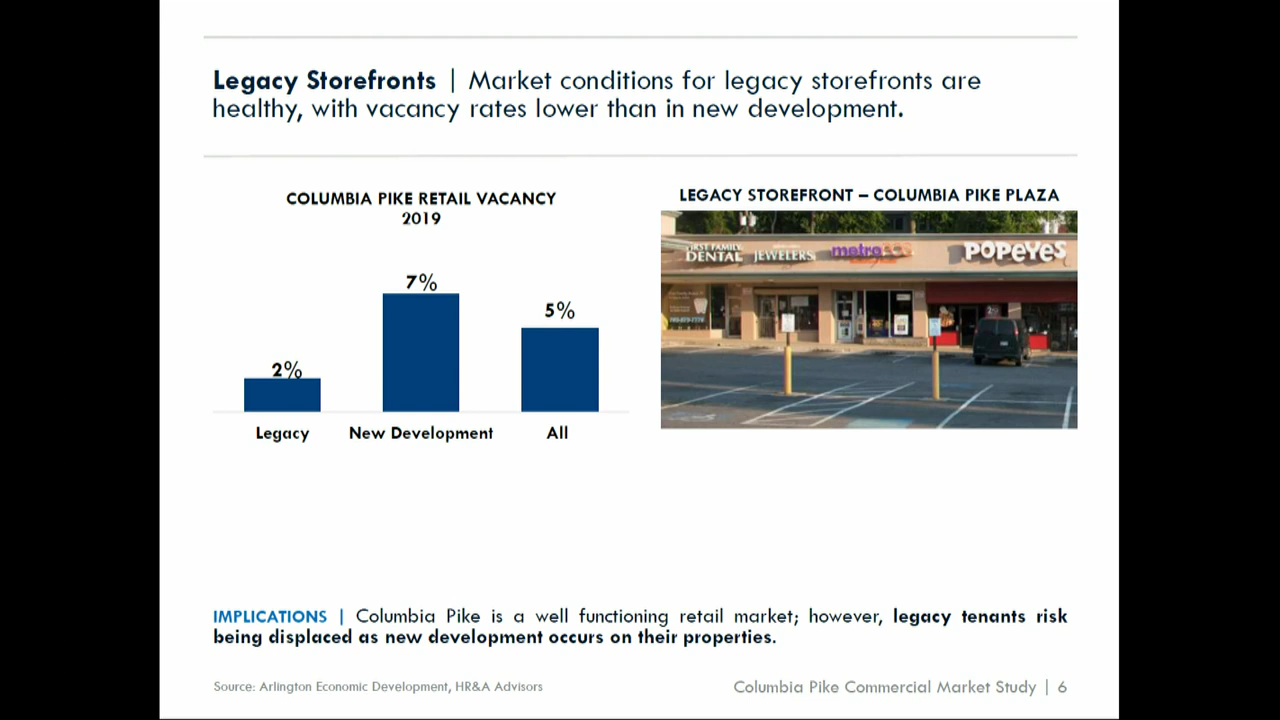 Legacy Storefronts | Market conditions for legacy storefronts are
healthy, with vacancy rates lower than in new development.
COLUMBIA PIKE RETAIL VACANCY
2019
7%
5%
2%
Legacy
New Development
All
LEGACY STOREFRONT – COLUMBIA PIKE PLAZA
FIRST FAMILY
DENTAL
JEWELERS
metro
POPEYES
IMPLICATIONS | Columbia Pike is a well functioning retail market; however, legacy tenants risk
being displaced as new development occurs on their properties.
Source: Arlington Economic Development, HR&A Advisors
Columbia Pike Commercial Market Study | 6